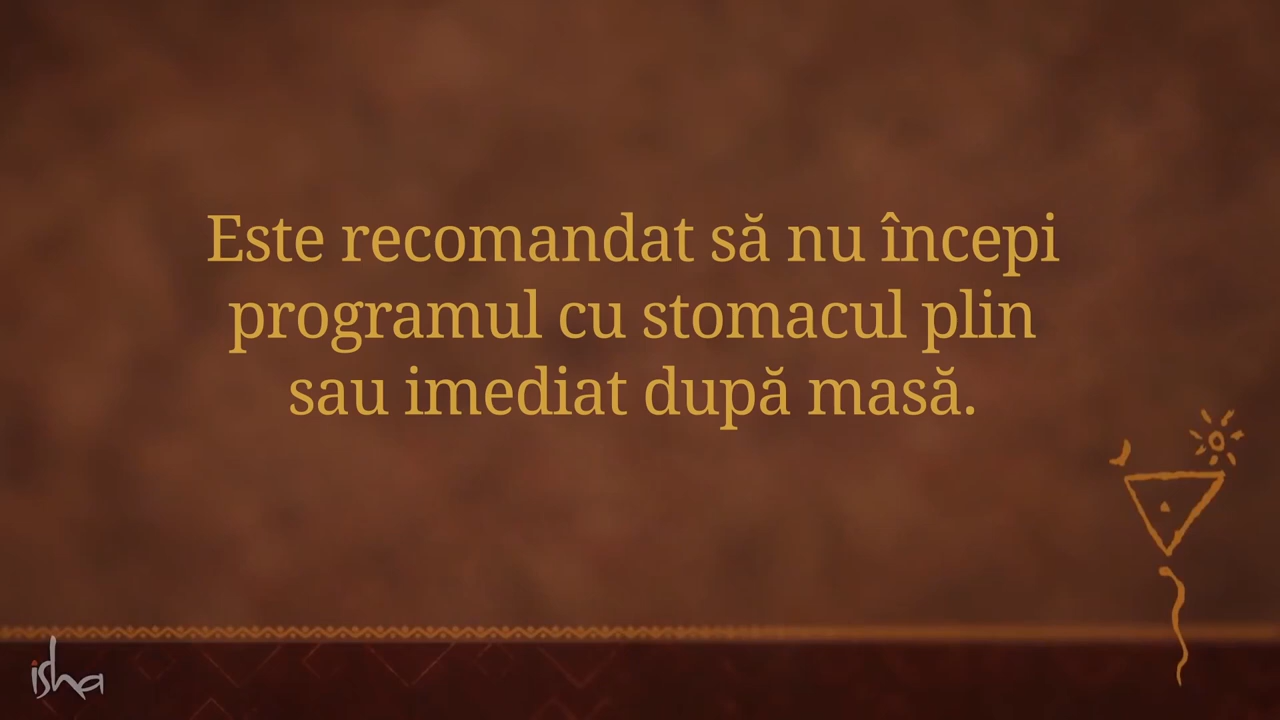 Este recomandat să nu începi
programul cu stomacul plin
sau imediat după masă.
isha